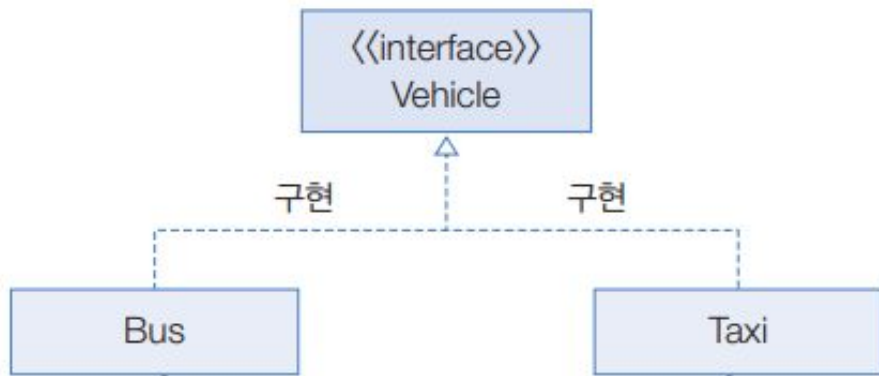 《interface》
Vehicle
구현 구현
Bus Taxi